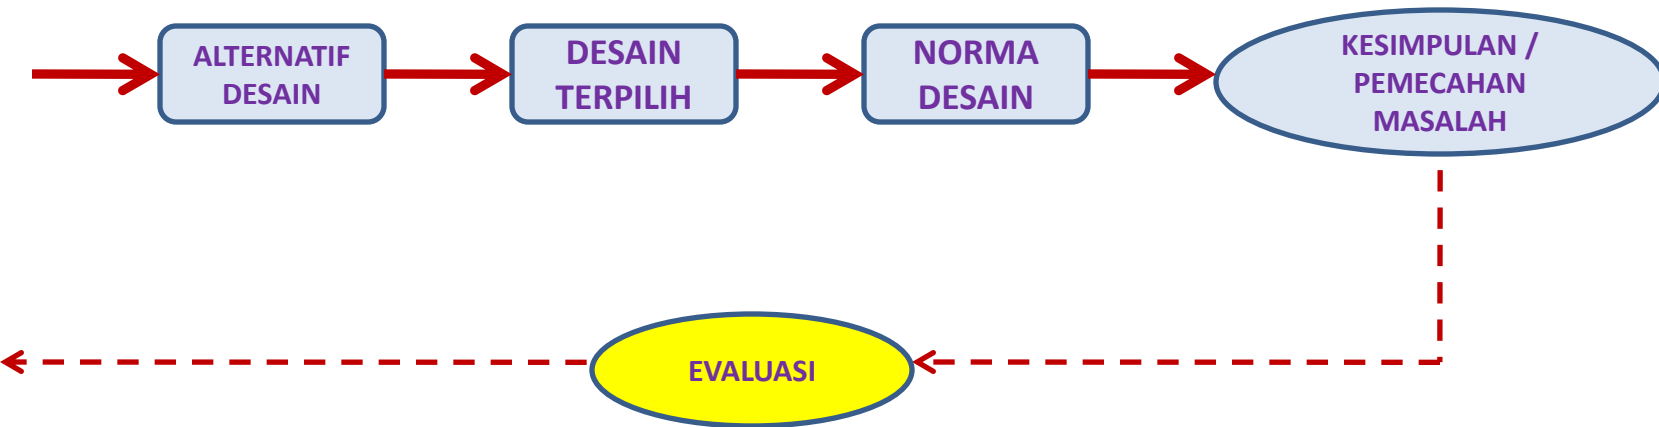 ALTERNATIF
DESAIN
DESAIN
TERPILIH
NORMA
DESAIN
KESIMPULAN /
PEMECAHAN
MASALAH
EVALUASI